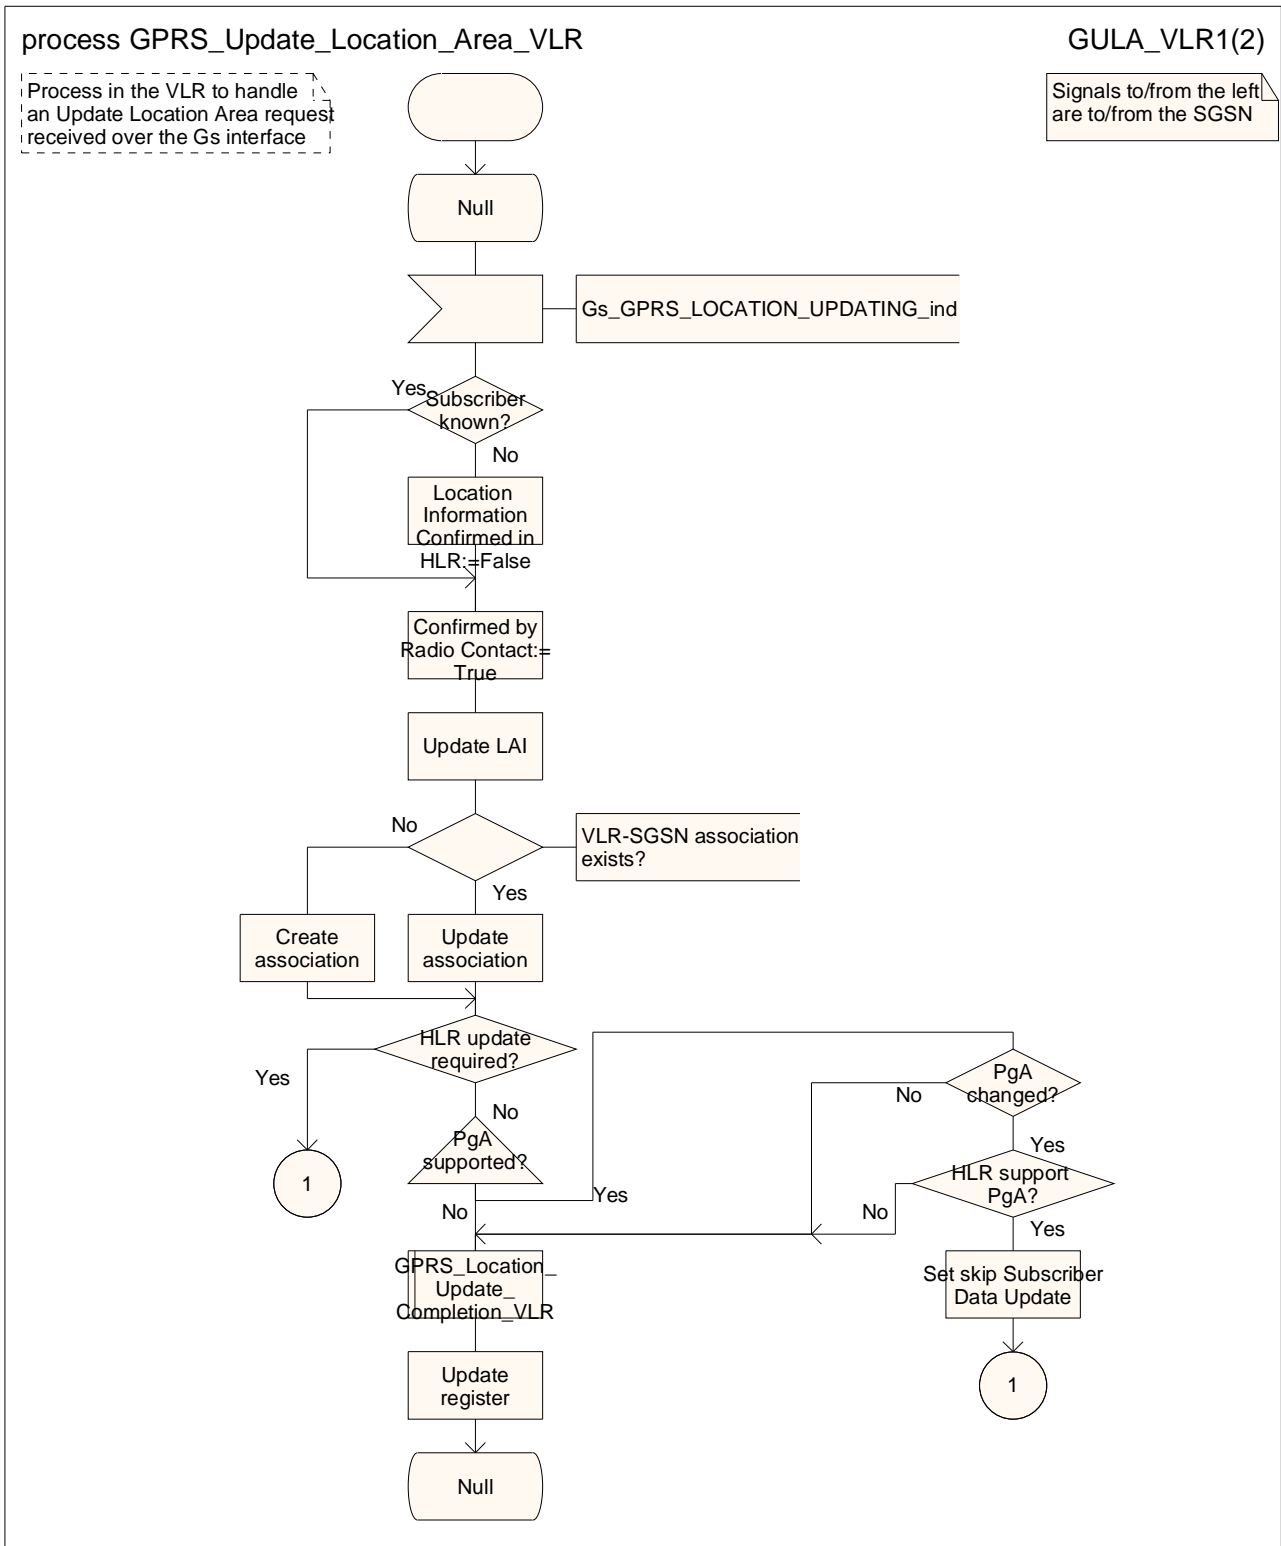 process GPRS_Update_Location_Area_VLR
GULA_VLR1(2)
Process in the VLR to handle
an Update Location Area request
received over the Gs interface
Signals to/from the left
are to/from the SGSN
Null
Gs_GPRS_LOCATION_UPDATING_ind
Yes
Subscriber
known?
No
Location
Information
Confirmed in
HLR:=False
Confirmed by
Radio Contact:=
True
Update LAI
No
VLR-SGSN association
exists?
Yes
Create
association
Update
association
HLR update
required?
Yes
No
1
PgA
supported?
Yes
No
PgA
changed?
No
Yes
HLR support
PgA?
No
Yes
Set skip Subscriber
Data Update
1
GPRS_Location_
Update_
Completion_VLR
Update
register
Null